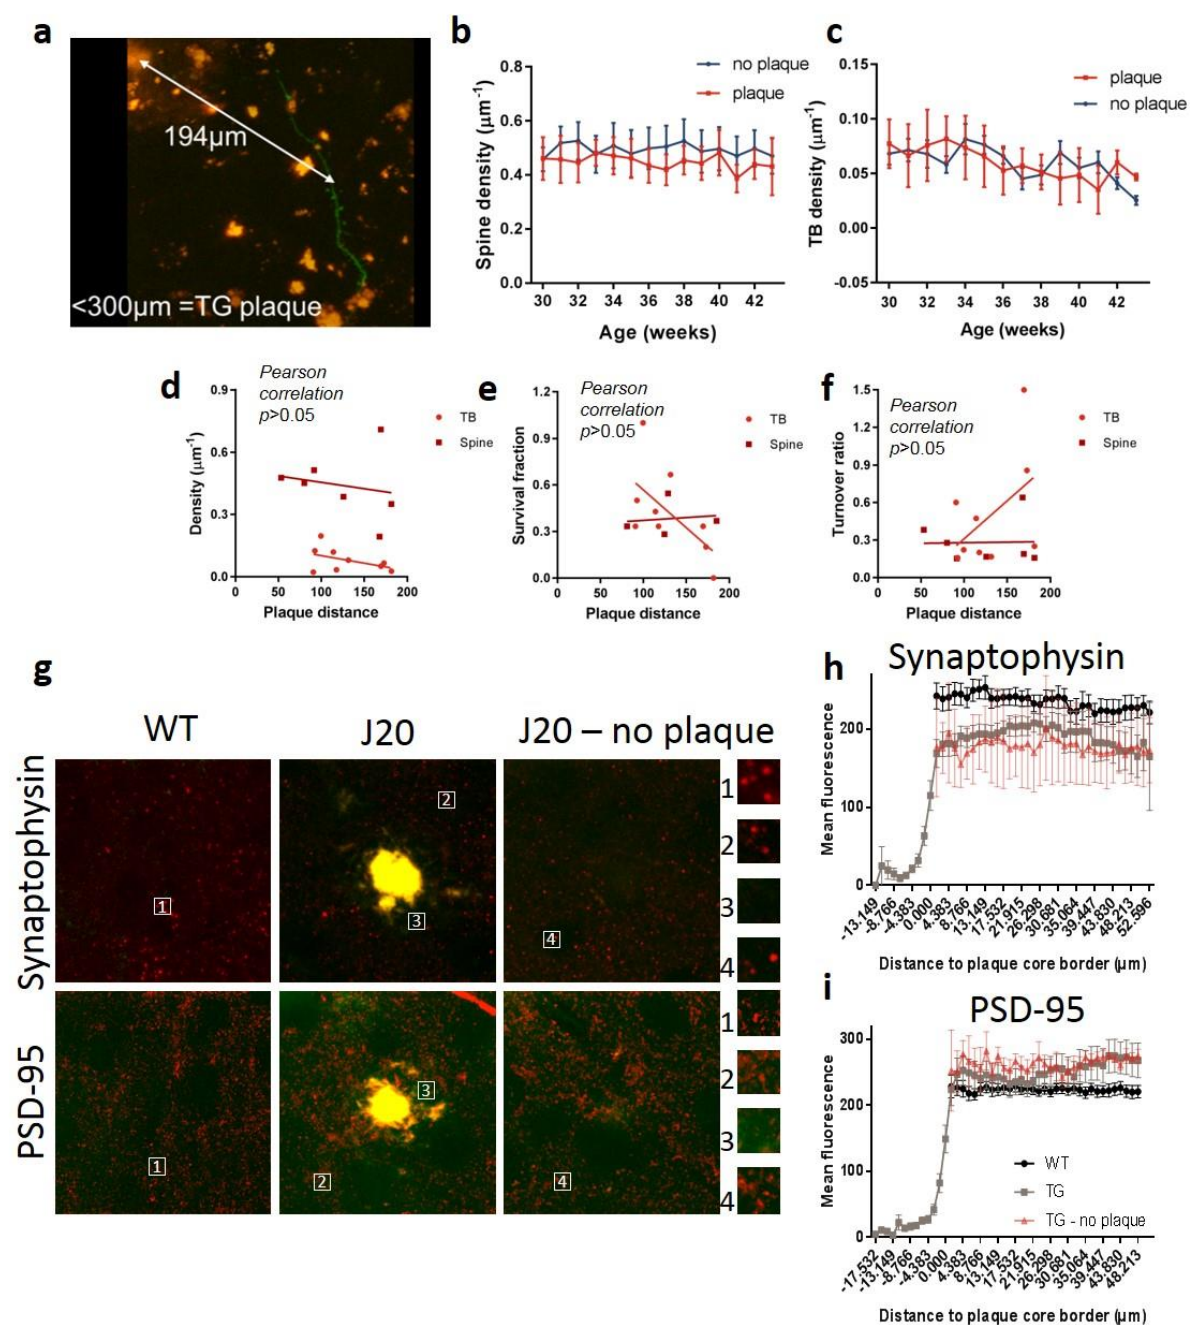 a
194µm
<300µm =TG plaque
b
no plaque
plaque
Spine density (µm⁻¹)
0.8
0.6
0.4
0.2
0.0
30 32 34 36 38 40 42
Age (weeks)
c
plaque
no plaque
TB density (µm⁻¹)
0.15
0.10
0.05
0.00
-0.05
30 32 34 36 38 40 42
Age (weeks)
d
Pearson
correlation
p>0.05
TB
Spine
Density (µm⁻¹)
0.9
0.6
0.3
0.0
0 50 100 150 200
Plaque distance
e
Pearson
correlation
p>0.05
TB
Spine
Survival fraction
1.2
0.9
0.6
0.3
0.0
0 50 100 150 200
Plaque distance
f
Pearson
correlation
p>0.05
TB
Spine
Turnover ratio
1.5
1.2
0.9
0.6
0.3
0.0
0 50 100 150 200
Plaque distance
g
WT
J20
J20 – no plaque
Synaptophysin
1
2
3
4
1
2
3
4
PSD-95
1
2
3
4
1
2
3
4
h
Synaptophysin
Mean fluorescence
200
100
0
-13.149 -8.766 -4.383 0.000 4.383 8.766 13.149 17.532 21.915 26.298 30.681 35.064 39.447 43.830 48.213 52.596
Distance to plaque core border (µm)
i
PSD-95
Mean fluorescence
300
200
100
0
WT
TG
TG - no plaque
-17.532 -13.149 -8.766 -4.383 0.000 4.383 8.766 13.149 17.532 21.915 26.298 30.681 35.064 39.447 43.830 48.213
Distance to plaque core border (µm)